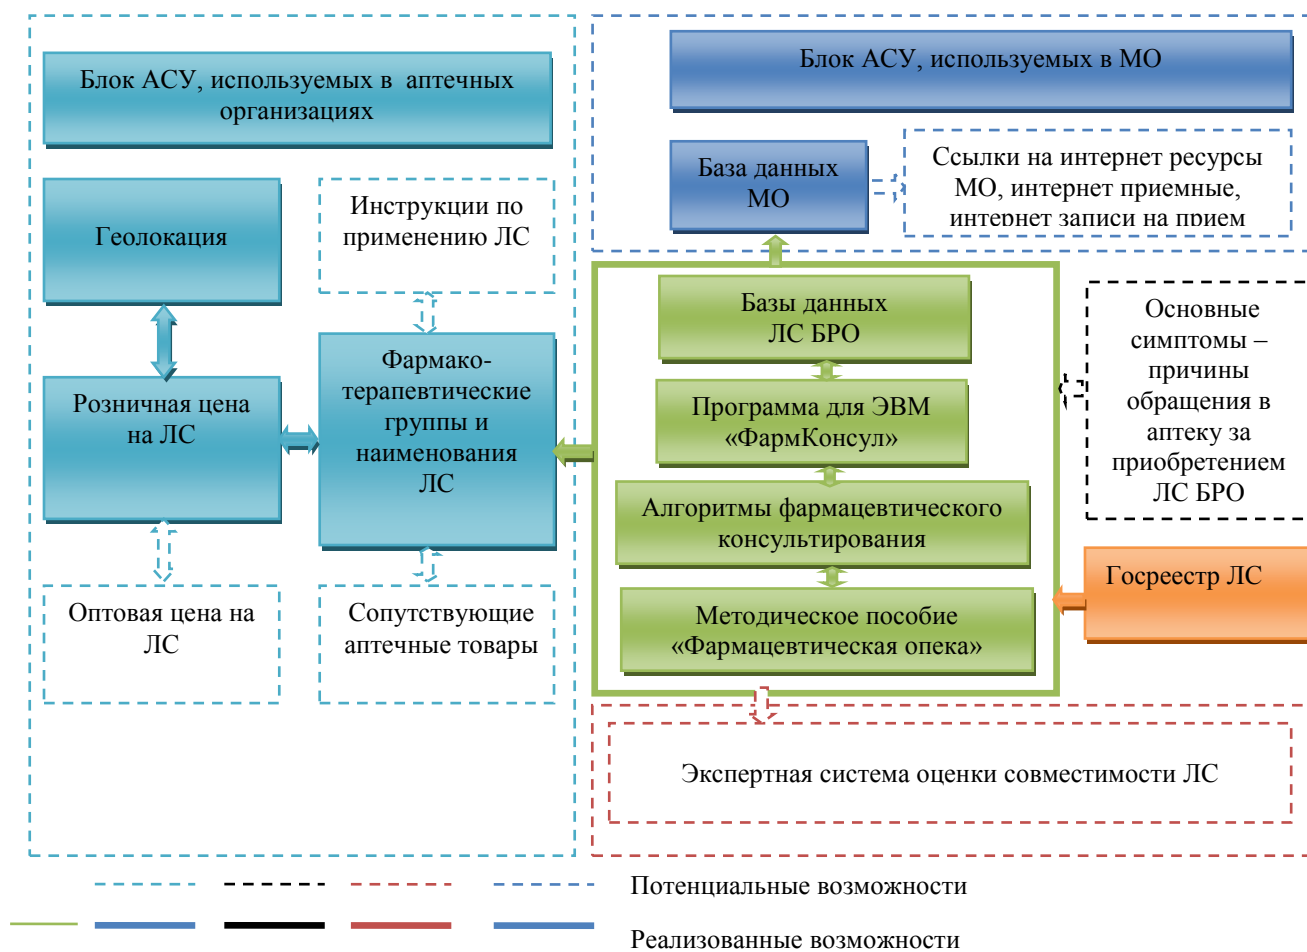 Блок АСУ, используемых в аптечных
организациях
Геолокация
Инструкции по
применению ЛС
Розничная цена
на ЛС
Фармако-
терапевтические
группы и
наименования
ЛС
Оптовая цена на
ЛС
Сопутствующие
аптечные товары
Блок АСУ, используемых в МО
База данных
МО
Ссылки на интернет ресурсы
МО, интернет приемные,
интернет записи на прием
Базы данных
ЛС БРО
Программа для ЭВМ
«ФармКонсул»
Алгоритмы фармацевтического
консультирования
Методическое пособие
«Фармацевтическая опека»
Основные
симптомы –
причины
обращения в
аптеку за
приобретением
ЛС БРО
Госреестр ЛС
Экспертная система оценки совместимости ЛС
Потенциальные возможности
Реализованные возможности